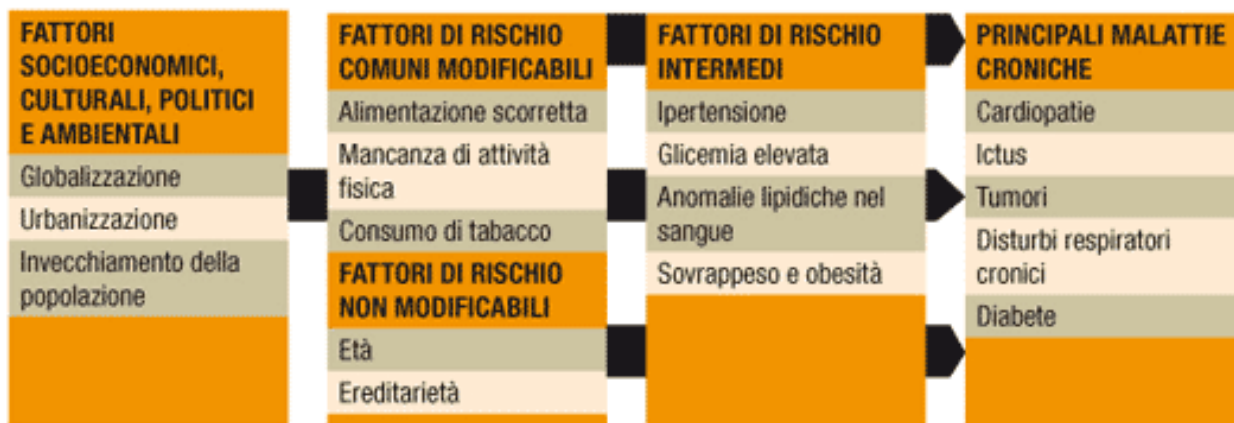 FATTORI
SOCIOECONOMICI,
CULTURALI, POLITICI
E AMBIENTALI
Globalizzazione
Urbanizzazione
Invecchiamento della
popolazione
FATTORI DI RISCHIO
COMUNI MODIFICABILI
Alimentazione scorretta
Mancanza di attività
fisica
Consumo di tabacco
FATTORI DI RISCHIO
NON MODIFICABILI
Età
Ereditarietà
FATTORI DI RISCHIO
INTERMEDI
Ipertensione
Glicemia elevata
Anomalie lipidiche nel
sangue
Sovrappeso e obesità
PRINCIPALI MALATTIE
CRONICHE
Cardiopatie
Ictus
Tumori
Disturbi respiratori
cronici
Diabete